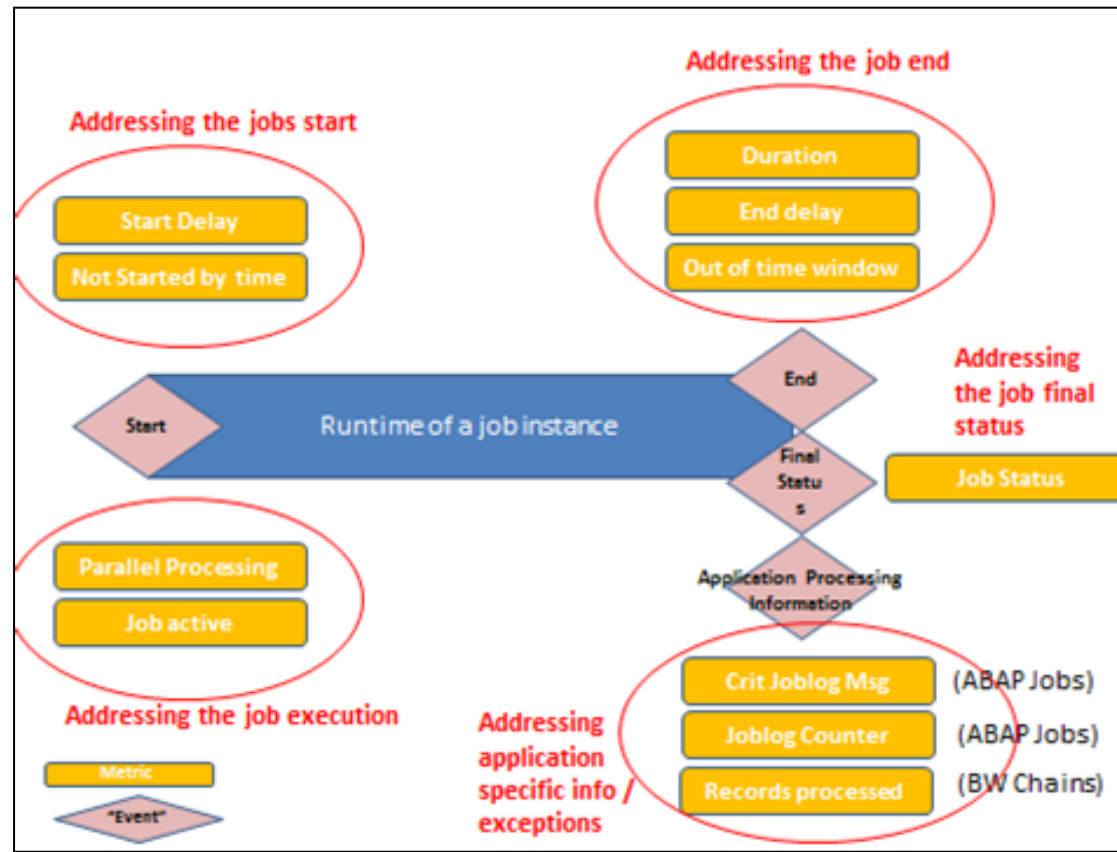 Addressing the job end
Addressing the jobs start
Duration
End delay
Out of time window
Start Delay
Not Started by time
Start
Runtime of a job instance
End
Addressing
the job final
status
Final
Statu
s
Job Status
Application Processing
Information
Parallel Processing
Job active
Addressing the job execution
Crit Joblog Msg
(ABAP Jobs)
Joblog Counter
(ABAP Jobs)
Records processed
(BW Chains)
Addressing
application
specific info /
exceptions
Metric
"Event"